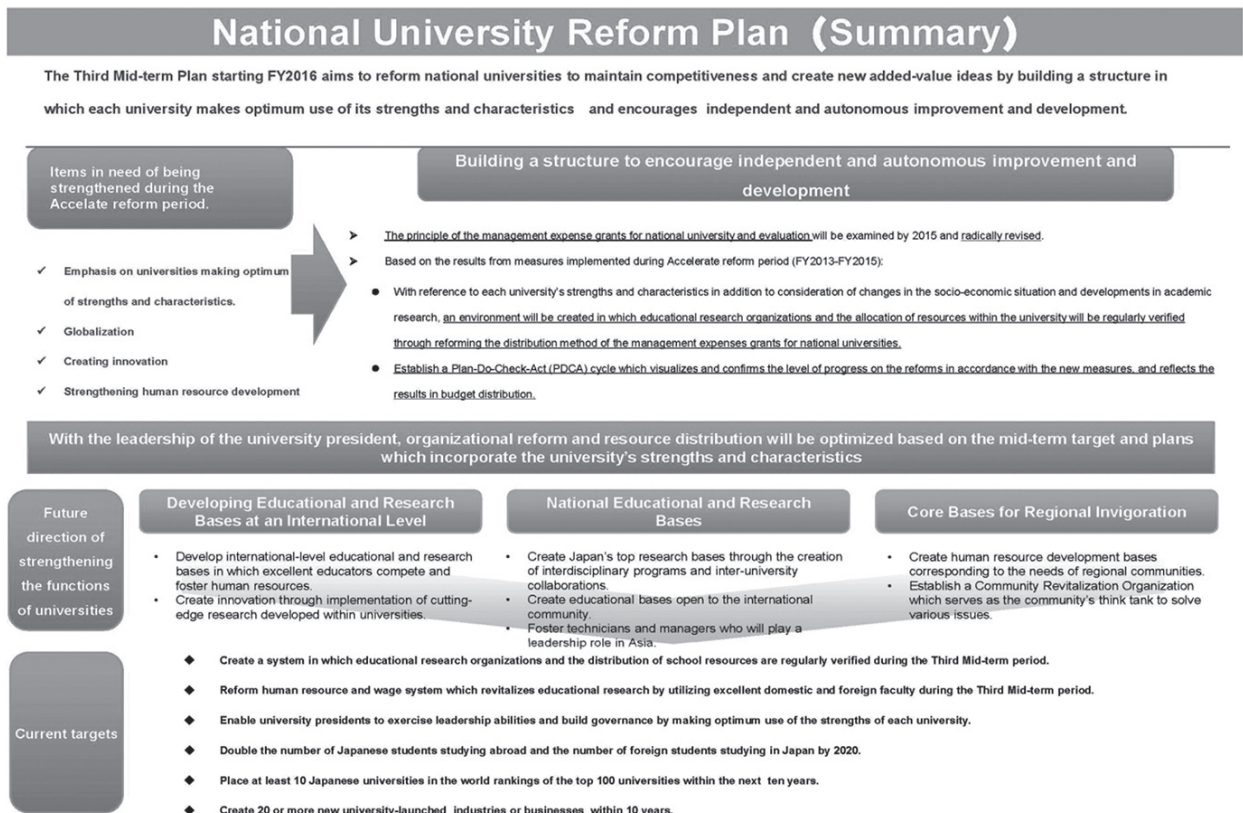 National University Reform Plan (Summary)
The Third Mid-term Plan starting FY2016 aims to reform national universities to maintain competitiveness and create new added-value ideas by building a structure in
which each university makes optimum use of its strengths and characteristics and encourages independent and autonomous improvement and development.
Items in need of being
strengthened during the
Accelate reform period.
✓ Emphasis on universities making optimum
of strengths and characteristics.
✓ Globalization
✓ Creating innovation
✓ Strengthening human resource development
Building a structure to encourage independent and autonomous improvement and
development
➤ The principle of the management expense grants for national university and evaluation will be examined by 2015 and radically revised.
➤ Based on the results from measures implemented during Accelerate reform period (FY2013-FY2015):
● With reference to each university's strengths and characteristics in addition to consideration of changes in the socio-economic situation and developments in academic
research, an environment will be created in which educational research organizations and the allocation of resources within the university will be regularly verified
through reforming the distribution method of the management expenses grants for national universities.
● Establish a Plan-Do-Check-Act (PDCA) cycle which visualizes and confirms the level of progress on the reforms in accordance with the new measures, and reflects the
results in budget distribution.
With the leadership of the university president, organizational reform and resource distribution will be optimized based on the mid-term target and plans
which incorporate the university's strengths and characteristics
Future
direction of
strengthening
the functions
of universities
Developing Educational and Research
Bases at an International Level
• Develop international-level educational and research
bases in which excellent educators compete and
foster human resources.
• Create innovation through implementation of cutting-
edge research developed within universities.
National Educational and Research
Bases
• Create Japan's top research bases through the creation
of interdisciplinary programs and inter-university
collaborations.
• Create educational bases open to the international
community.
• Foster technicians and managers who will play a
leadership role in Asia.
Core Bases for Regional Invigoration
• Create human resource development bases
corresponding to the needs of regional communities.
• Establish a Community Revitalization Organization
which serves as the community's think tank to solve
various issues.
Current targets
◆ Create a system in which educational research organizations and the distribution of school resources are regularly verified during the Third Mid-term period.
◆ Reform human resource and wage system which revitalizes educational research by utilizing excellent domestic and foreign faculty during the Third Mid-term period.
◆ Enable university presidents to exercise leadership abilities and build governance by making optimum use of the strengths of each university.
◆ Double the number of Japanese students studying abroad and the number of foreign students studying in Japan by 2020.
◆ Place at least 10 Japanese universities in the world rankings of the top 100 universities within the next ten years.
◆ Create 20 or more new university-launched industries or businesses within 10 years.